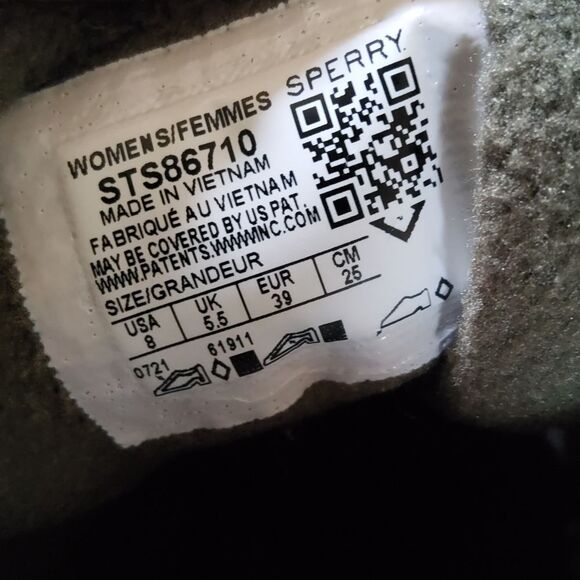 SPERRY
WOMENS/FEMMES
STS86710
MADE IN VIETNAM
FABRIQUÉ AU VIETNAM
MAY BE COVERED BY US PAT.
WWW.PATENTS.WWWINC.COM
SIZE/GRANDEUR
USA UK EUR CM
8 5.5 39 25
0721 61911